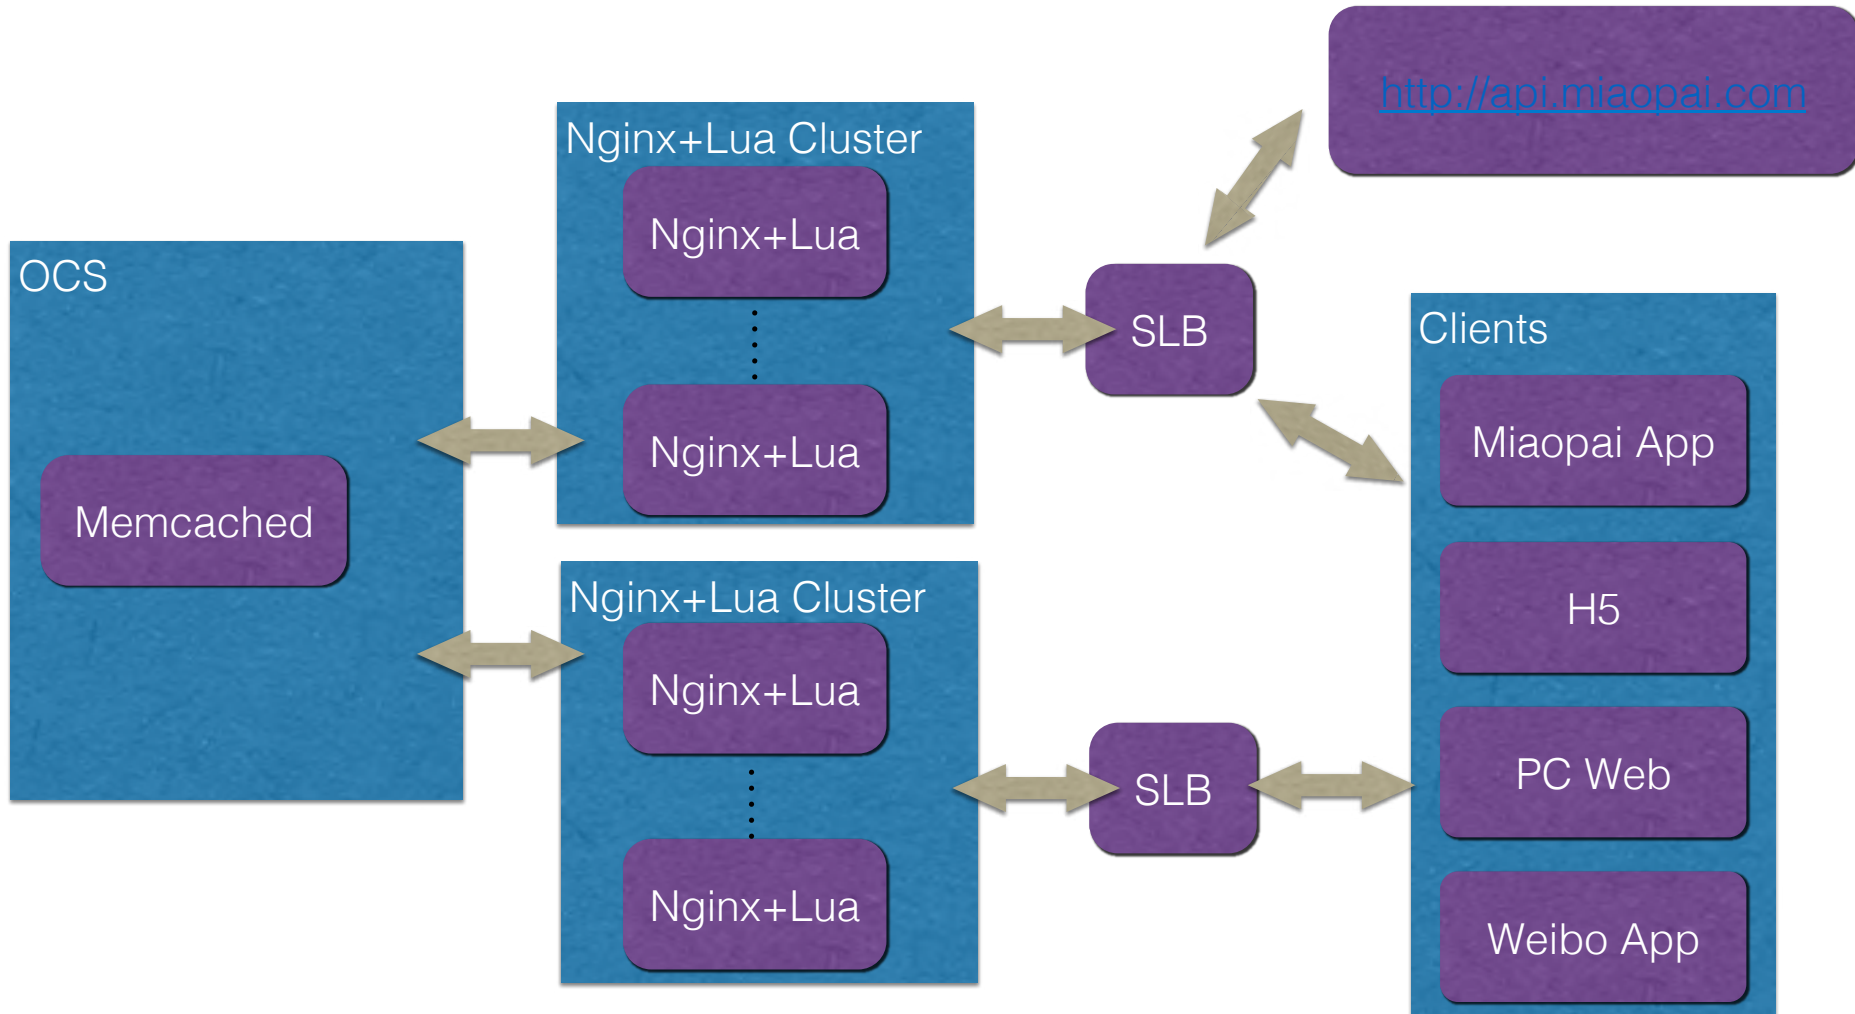 http://api.miaopai.com
Nginx+Lua Cluster
Nginx+Lua
Nginx+Lua
OCS
Memcached
SLB
Clients
Miaopai App
H5
PC Web
Weibo App
Nginx+Lua Cluster
Nginx+Lua
Nginx+Lua
SLB